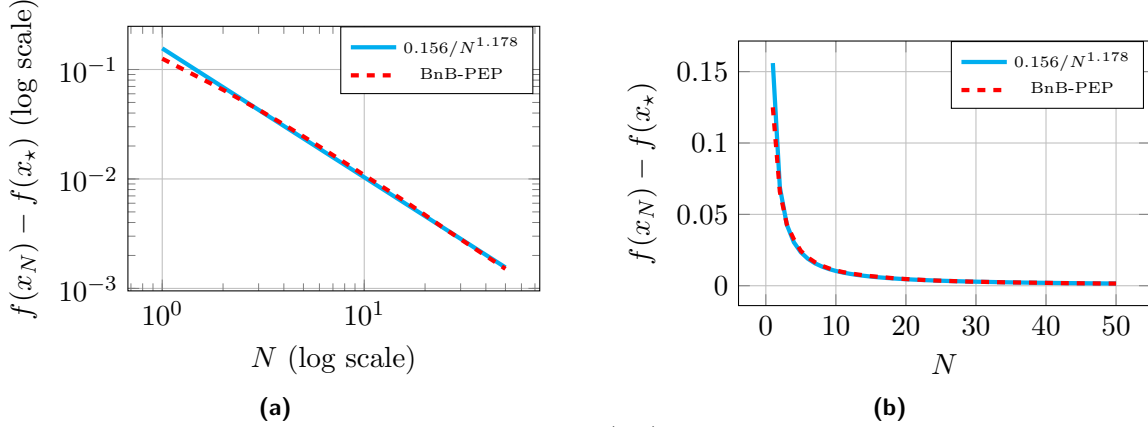 f(x_N) − f(x_⋆) (log scale)
10^{−1}
10^{−2}
10^{−3}
10^0
10^1
N (log scale)
0.156/N^{1.178}
BnB-PEP
(a)
f(x_N) − f(x_⋆)
0.15
0.1
0.05
0
0 10 20 30 40 50
N
0.156/N^{1.178}
BnB-PEP
(b)